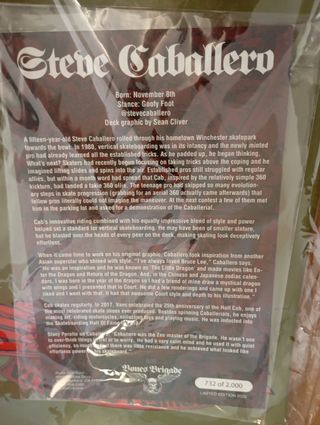 Steve Caballero
Born: November 8th
Stance: Goofy Foot
@stevecaballero
Deck graphic by Sean Cliver
A fifteen-year-old Steve Caballero rolled through his hometown Winchester skatepark
towards the bowl. In 1980, vertical skateboarding was in its infancy and the newly minted
pro had already learned all the established tricks. As he padded up, he began thinking.
What's next? Skaters had recently begun focusing on taking tricks above the coping and he
imagined lifting slides and spins into the air. Established pros still struggled with regular
ollies, but within a month word had spread that Cab, inspired by the relatively simple 360
kickturn, had landed a fakie 360 ollie. The teenage pro had skipped so many evolution-
ary steps in skate progression (grabbing for an aerial 360 actually came afterwards) that
fellow pros literally could not imagine the maneuver. At the next contest a few of them met
him in the parking lot and asked for a demonstration of the Caballerial.
Cab's innovative riding combined with his equally impressive blend of style and power
helped set a standard for vertical skateboarding. He may have been of smaller stature,
but he blasted over the heads of every peer on the deck, making skating look deceptively
effortless.
When it came time to work on his original graphic, Caballero took inspiration from another
Asian superstar who shined with style. "I've always loved Bruce Lee," Caballero says.
"He was an inspiration and he was known as 'The Little Dragon' and made movies like En-
ter the Dragon and Return of the Dragon. And, in the Chinese and Japanese zodiac calen-
dars, I was born in the year of the dragon so I had a friend of mine draw a mystical dragon
with wings and I presented that to Court. He did a few renderings and came up with one I
liked and I went with that. It had that awesome Court style and depth to his illustration."
Cab skates regularly. In 2017, Vans celebrated the 25th anniversary of the Half Cab, one of
the most celebrated skate shoes ever produced. Besides spinning Caballerials, he enjoys
making art, riding motorcycles, collecting toys and playing music. He was inducted into
the Skateboarding Hall Of Fame
Stacy Peralta on Caballero: "Caballero was the Zen master of the Brigade. He wasn't one
to over-think things
or to worry. He had a very calm mind and he used it with quiet
efficiency, so much
that there was little resistance and he achieved what looked like
effortless power
his skateboard."
Bones Brigade
732 of 2,000
LIMITED EDITION